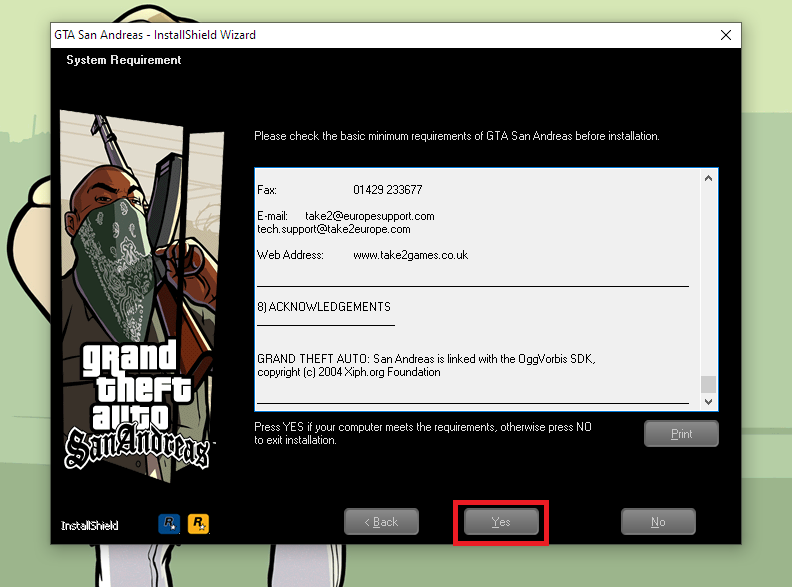 GTA San Andreas - InstallShield Wizard
System Requirement
Please check the basic minimum requirements of GTA San Andreas before installation.
Fax: 01429 233677
E-mail: take2@europesupport.com
tech.support@take2europe.com
Web Address: www.take2games.co.uk
8) ACKNOWLEDGEMENTS
GRAND THEFT AUTO: San Andreas is linked with the OggVorbis SDK,
copyright (c) 2004 Xiph.org Foundation
Press YES if your computer meets the requirements, otherwise press NO
to exit installation.
Print
grand
theft
auto
San Andreas
InstallShield
R
R
< Back
Yes
No